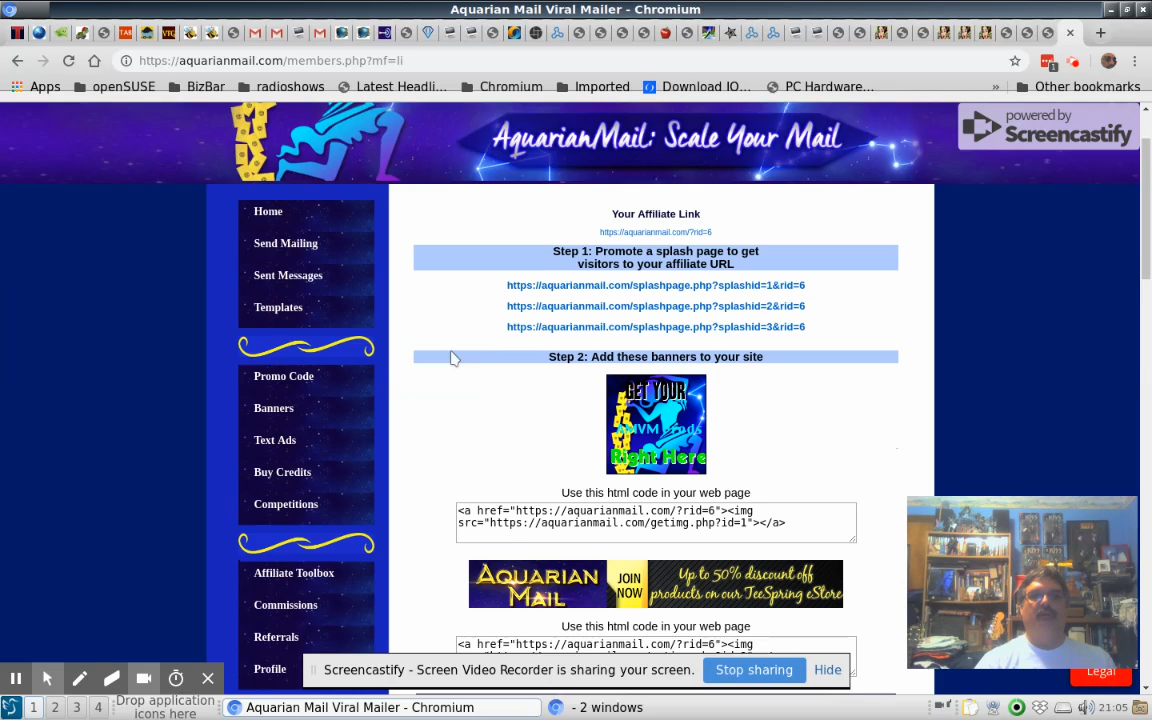 Aquarian Mail Viral Mailer - Chromium
https://aquarianmail.com/members.php?mf=li
Apps openSUSE BizBar radioshows Latest Headli... Chromium Imported Download IO... PC Hardware... » Other bookmarks
AquarianMail: Scale Your Mail
powered by
Screencastify
Home
Send Mailing
Sent Messages
Templates
Promo Code
Banners
Text Ads
Buy Credits
Competitions
Affiliate Toolbox
Commissions
Referrals
Profile
Your Affiliate Link
https://aquarianmail.com/?rid=6
Step 1: Promote a splash page to get
visitors to your affiliate URL
https://aquarianmail.com/splashpage.php?splashid=1&rid=6
https://aquarianmail.com/splashpage.php?splashid=2&rid=6
https://aquarianmail.com/splashpage.php?splashid=3&rid=6
Step 2: Add these banners to your site
GET YOUR
AMVM Prods
Right Here
Use this html code in your web page
<a href="https://aquarianmail.com/?rid=6"><img
src="https://aquarianmail.com/getimg.php?id=1"></a>
AQUARIAN
MAIL
JOIN
NOW
Up to 50% discount off
products on our TeeSpring eStore
Use this html code in your web page
<a href="https://aquarianmail.com/?rid=6"><img
Legal
Screencastify - Screen Video Recorder is sharing your screen. Stop sharing Hide
1 2 3 4
Drop application
icons here
Aquarian Mail Viral Mailer - Chromium
- 2 windows
21:05